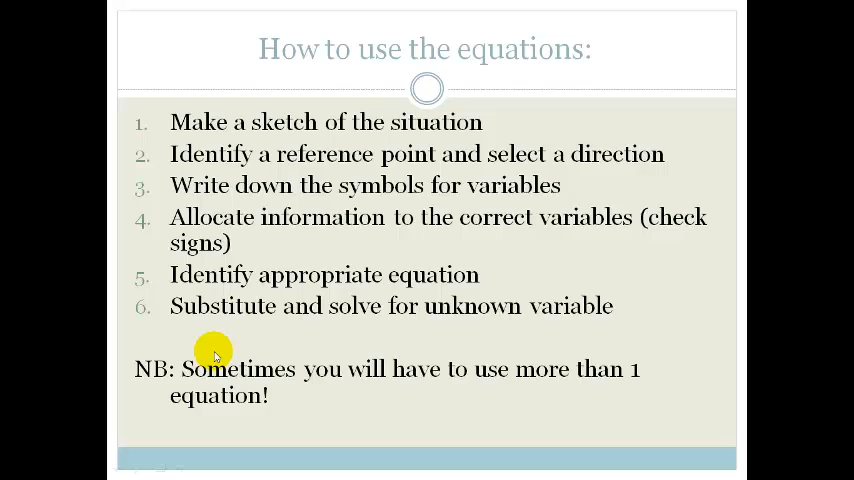 How to use the equations:
1. Make a sketch of the situation
2. Identify a reference point and select a direction
3. Write down the symbols for variables
4. Allocate information to the correct variables (check
signs)
5. Identify appropriate equation
6. Substitute and solve for unknown variable
NB: Sometimes you will have to use more than 1
equation!